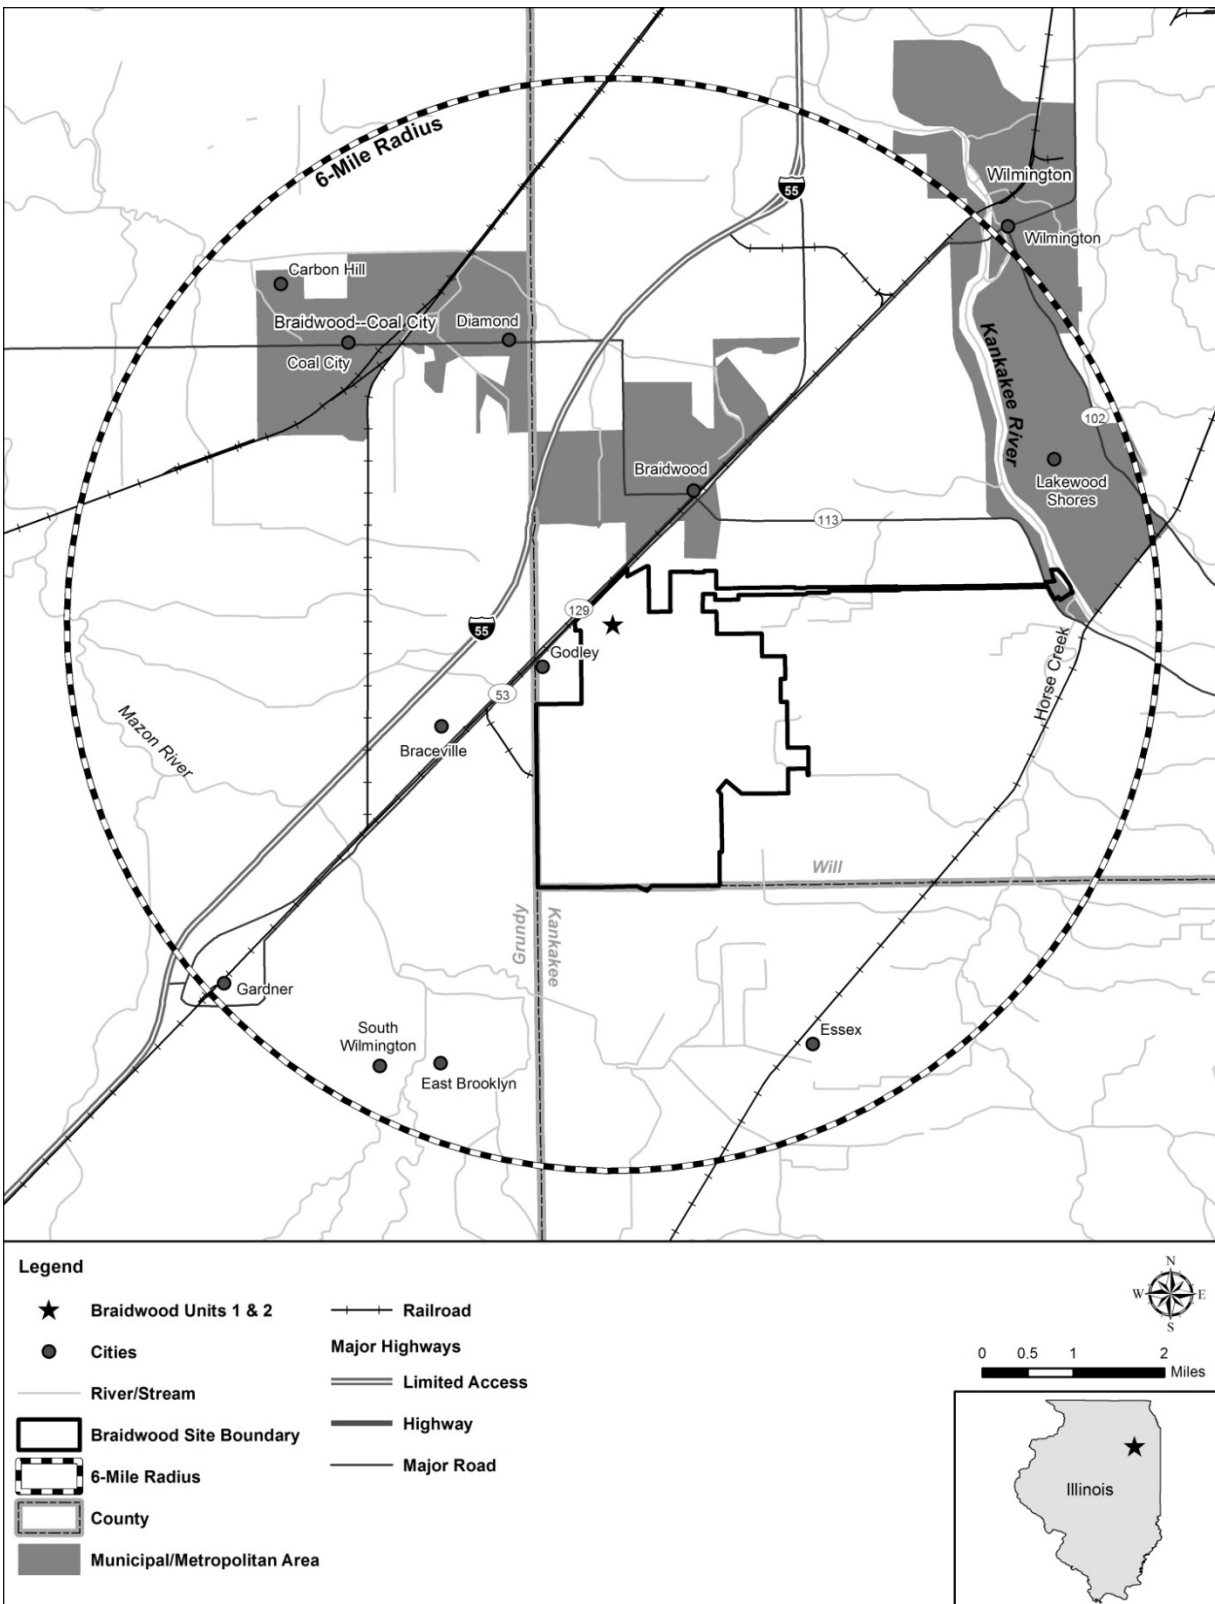 6-Mile Radius
55
Wilmington
Wilmington
Carbon Hill
Braidwood--Coal City
Diamond
Coal City
Kankakee River
102
Lakewood
Shores
Braidwood
113
129
55
Godley
53
Horse Creek
Mazon River
Braceville
Will
Grundy
Kankakee
Gardner
South
Wilmington
East Brooklyn
Essex
Legend
Braidwood Units 1 & 2
Cities
River/Stream
Braidwood Site Boundary
6-Mile Radius
County
Municipal/Metropolitan Area
Railroad
Major Highways
Limited Access
Highway
Major Road
N
W E
S
0 0.5 1 2
Miles
Illinois